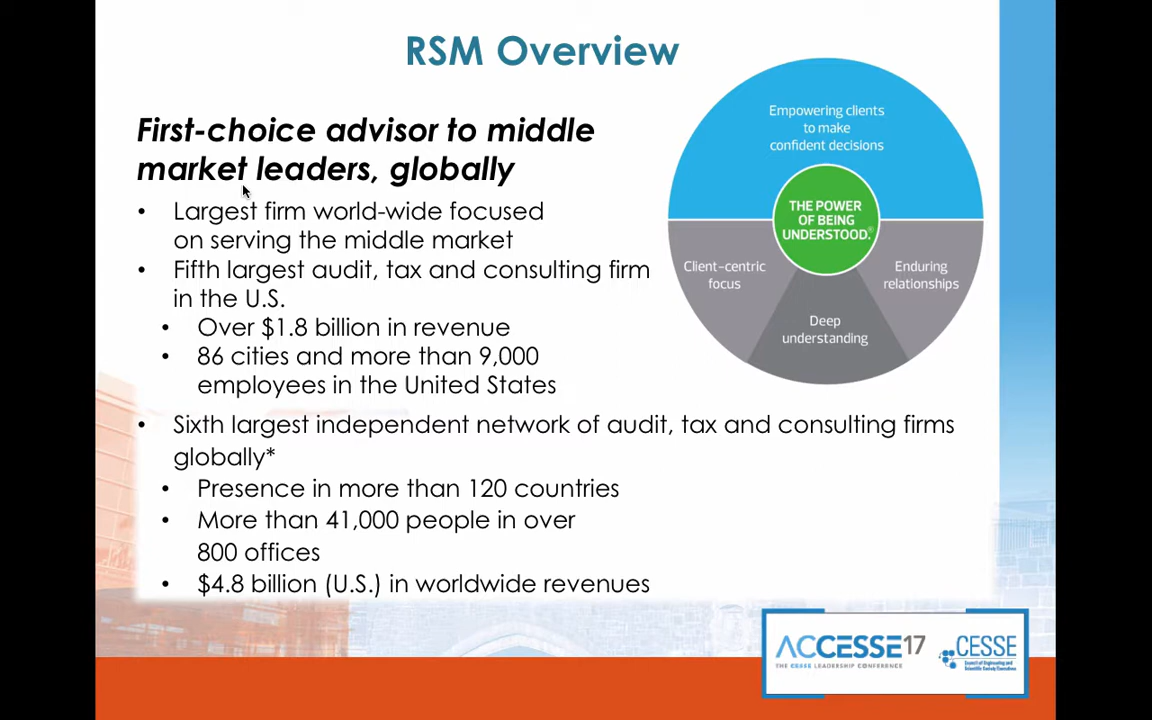 RSM Overview
First-choice advisor to middle
market leaders, globally
• Largest firm world-wide focused
on serving the middle market
• Fifth largest audit, tax and consulting firm
in the U.S.
• Over $1.8 billion in revenue
• 86 cities and more than 9,000
employees in the United States
• Sixth largest independent network of audit, tax and consulting firms
globally*
• Presence in more than 120 countries
• More than 41,000 people in over
800 offices
• $4.8 billion (U.S.) in worldwide revenues
Empowering clients
to make
confident decisions
THE POWER
OF BEING
UNDERSTOOD.®
Client-centric
focus
Deep
understanding
Enduring
relationships
ACCESSE17
THE CESSE LEADERSHIP CONFERENCE
CESSE
Council of Engineering and
Scientific Society Executives